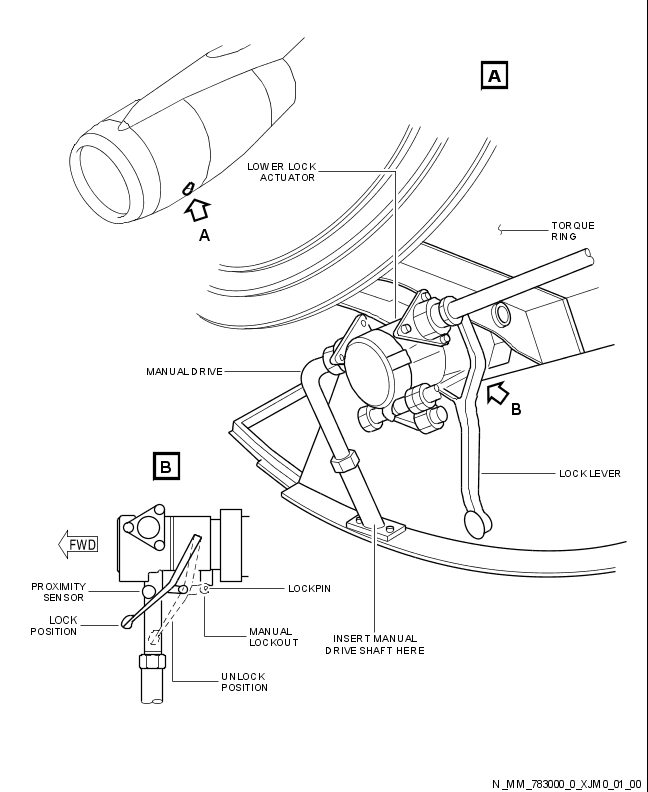 A
LOWER LOCK
ACTUATOR
A
TORQUE
RING
MANUAL DRIVE
B
B
LOCK LEVER
FWD
PROXIMITY
SENSOR
LOCKPIN
LOCK
POSITION
MANUAL
LOCKOUT
INSERT MANUAL
DRIVE SHAFT HERE
UNLOCK
POSITION
N_MM_783000_0_XJM0_01_00